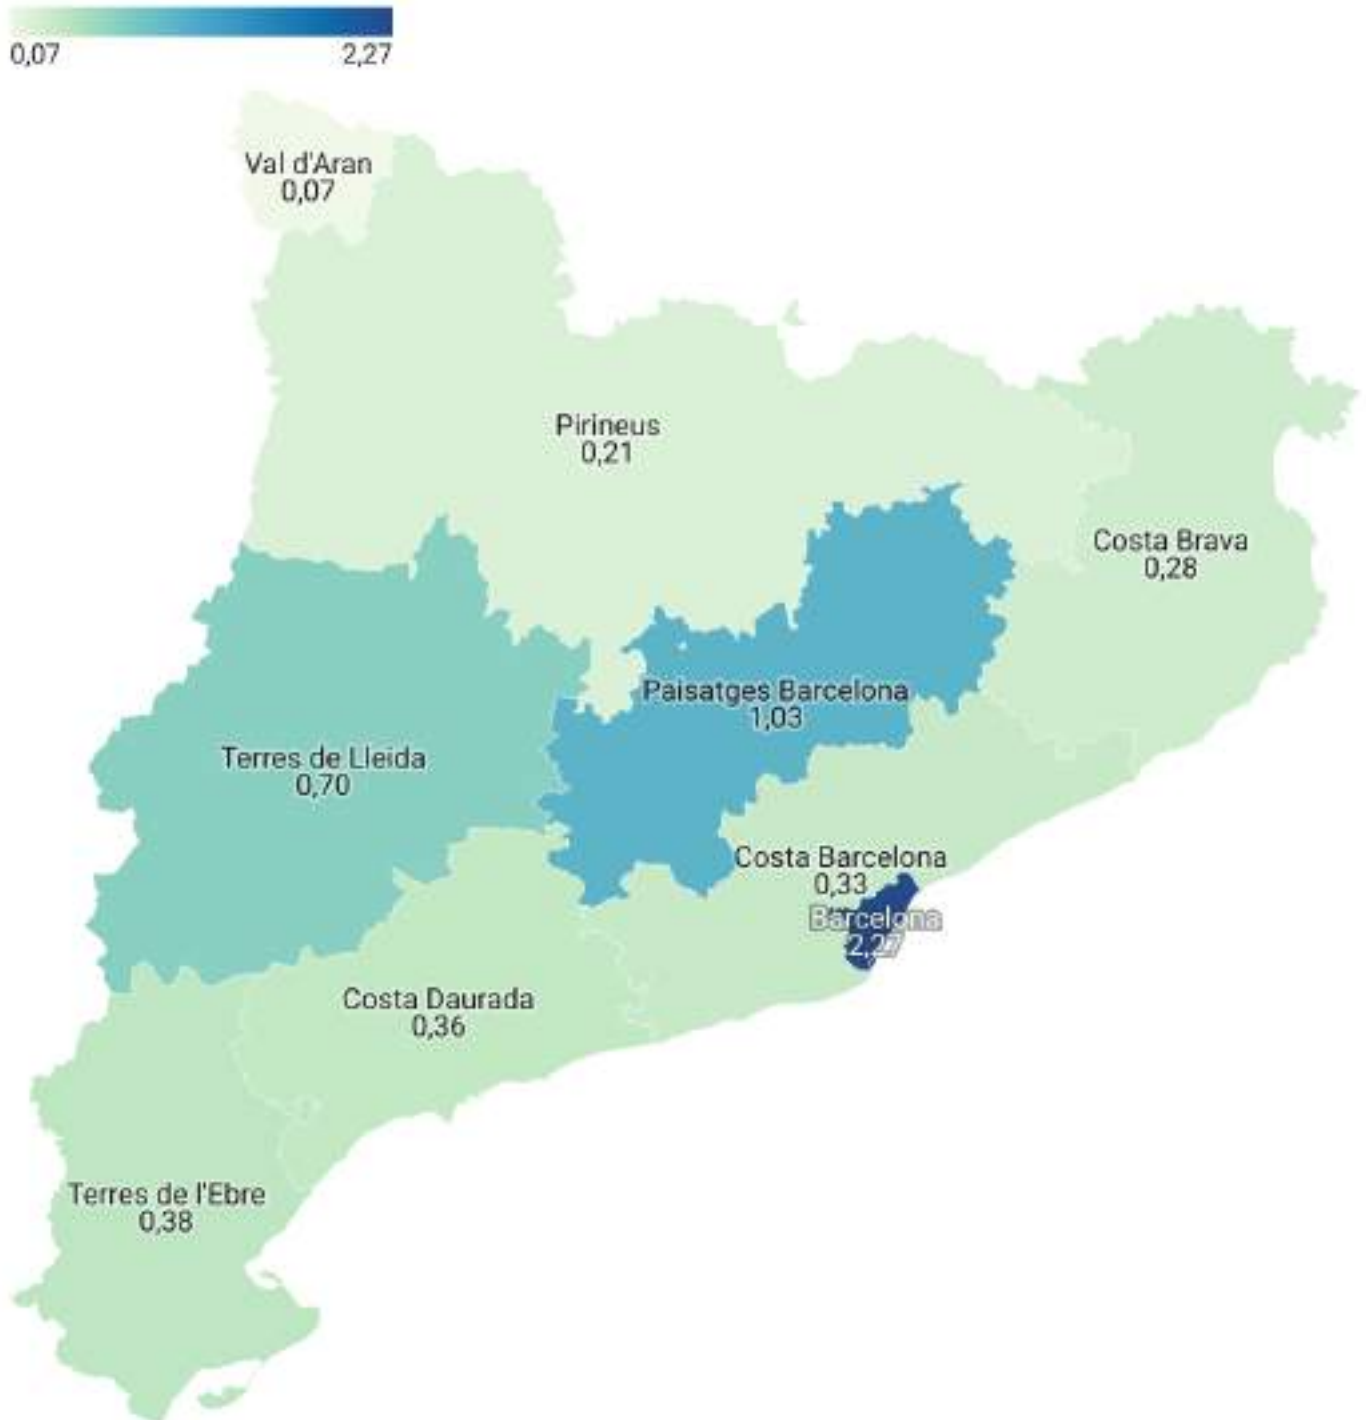 0,07 2,27
Val d'Aran
0,07
Pirineus
0,21
Costa Brava
0,28
Paisatges Barcelona
1,03
Terres de Lleida
0,70
Costa Barcelona
0,33
Barcelona
2,27
Costa Daurada
0,36
Terres de l'Ebre
0,38